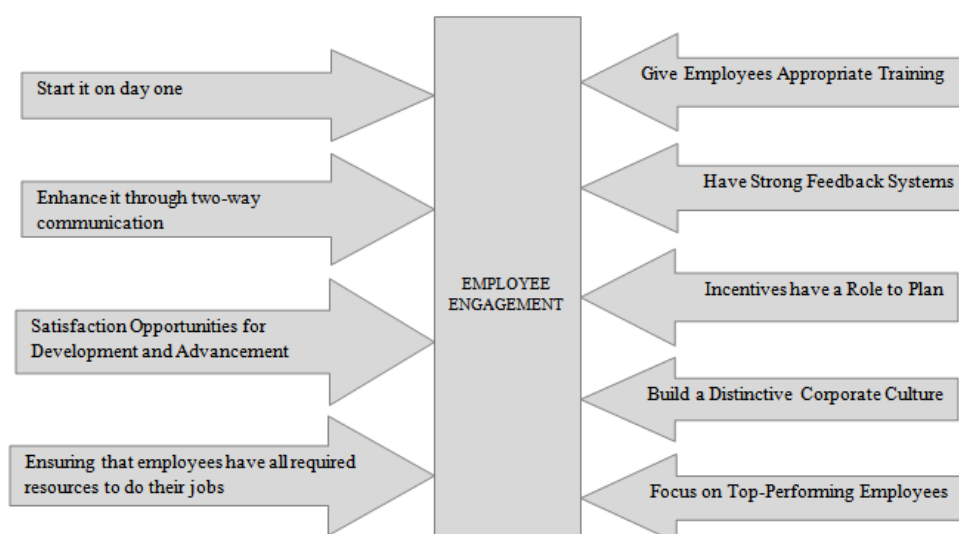 Start it on day one
Enhance it through two-way
communication
Satisfaction Opportunities for
Development and Advancement
Ensuring that employees have all required
resources to do their jobs
EMPLOYEE
ENGAGEMENT
Give Employees Appropriate Training
Have Strong Feedback Systems
Incentives have a Role to Plan
Build a Distinctive Corporate Culture
Focus on Top-Performing Employees